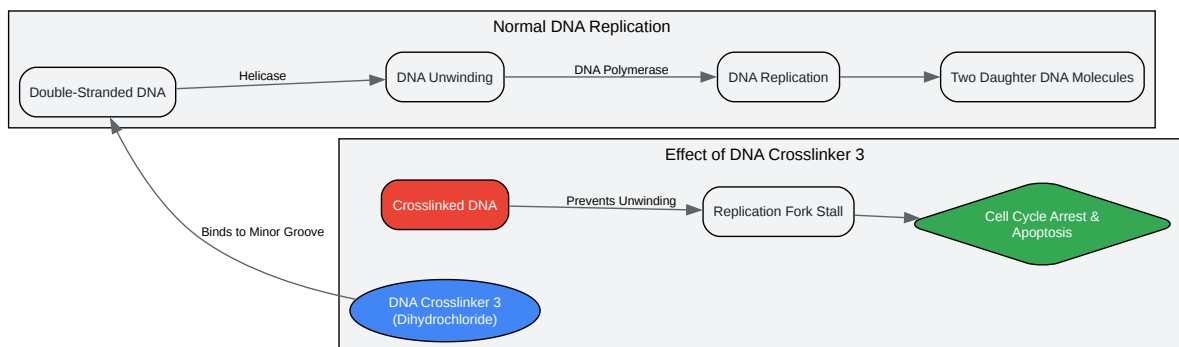 Normal DNA Replication
Double-Stranded DNA
Helicase
DNA Unwinding
DNA Polymerase
DNA Replication
Two Daughter DNA Molecules
Effect of DNA Crosslinker 3
Crosslinked DNA
Prevents Unwinding
Replication Fork Stall
Cell Cycle Arrest &
Apoptosis
Binds to Minor Groove
DNA Crosslinker 3
(Dihydrochloride)